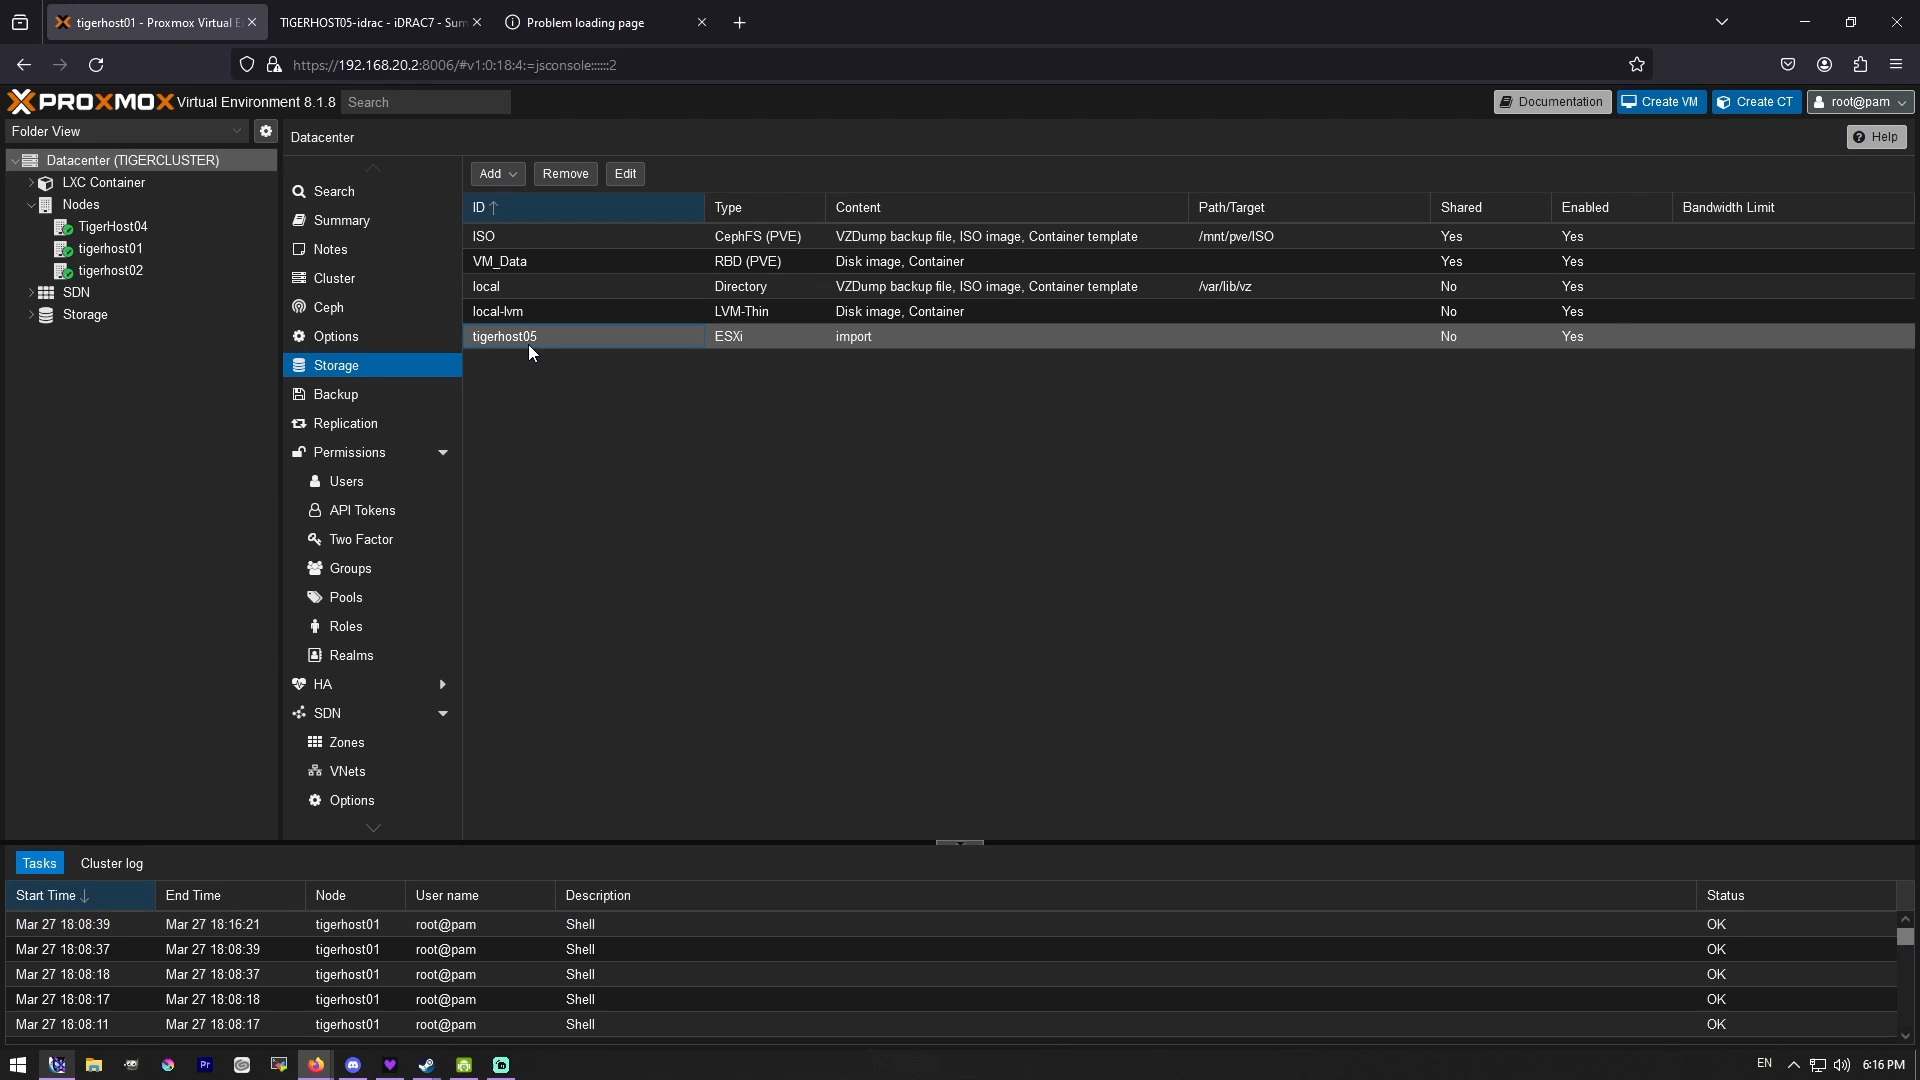 tigerhost01 - Proxmox Virtual E
TIGERHOST05-idrac - iDRAC7 - Sum
Problem loading page
https://192.168.20.2:8006/#v1:0:18:4:=jsconsole::::::2
PROXMOX Virtual Environment 8.1.8
Search
Documentation
Create VM
Create CT
root@pam
Folder View
Datacenter
Help
Datacenter (TIGERCLUSTER)
LXC Container
Nodes
TigerHost04
tigerhost01
tigerhost02
SDN
Storage
Search
Summary
Notes
Cluster
Ceph
Options
Storage
Backup
Replication
Permissions
Users
API Tokens
Two Factor
Groups
Pools
Roles
Realms
HA
SDN
Zones
VNets
Options
Add Remove Edit
ID Type Content Path/Target Shared Enabled Bandwidth Limit
ISO CephFS (PVE) VZDump backup file, ISO image, Container template /mnt/pve/ISO Yes Yes
VM_Data RBD (PVE) Disk image, Container Yes Yes
local Directory VZDump backup file, ISO image, Container template /var/lib/vz No Yes
local-lvm LVM-Thin Disk image, Container No Yes
tigerhost05 ESXi import No Yes
Tasks Cluster log
Start Time End Time Node User name Description Status
Mar 27 18:08:39 Mar 27 18:16:21 tigerhost01 root@pam Shell OK
Mar 27 18:08:37 Mar 27 18:08:39 tigerhost01 root@pam Shell OK
Mar 27 18:08:18 Mar 27 18:08:37 tigerhost01 root@pam Shell OK
Mar 27 18:08:17 Mar 27 18:08:18 tigerhost01 root@pam Shell OK
Mar 27 18:08:11 Mar 27 18:08:17 tigerhost01 root@pam Shell OK
Pr
EN
6:16 PM